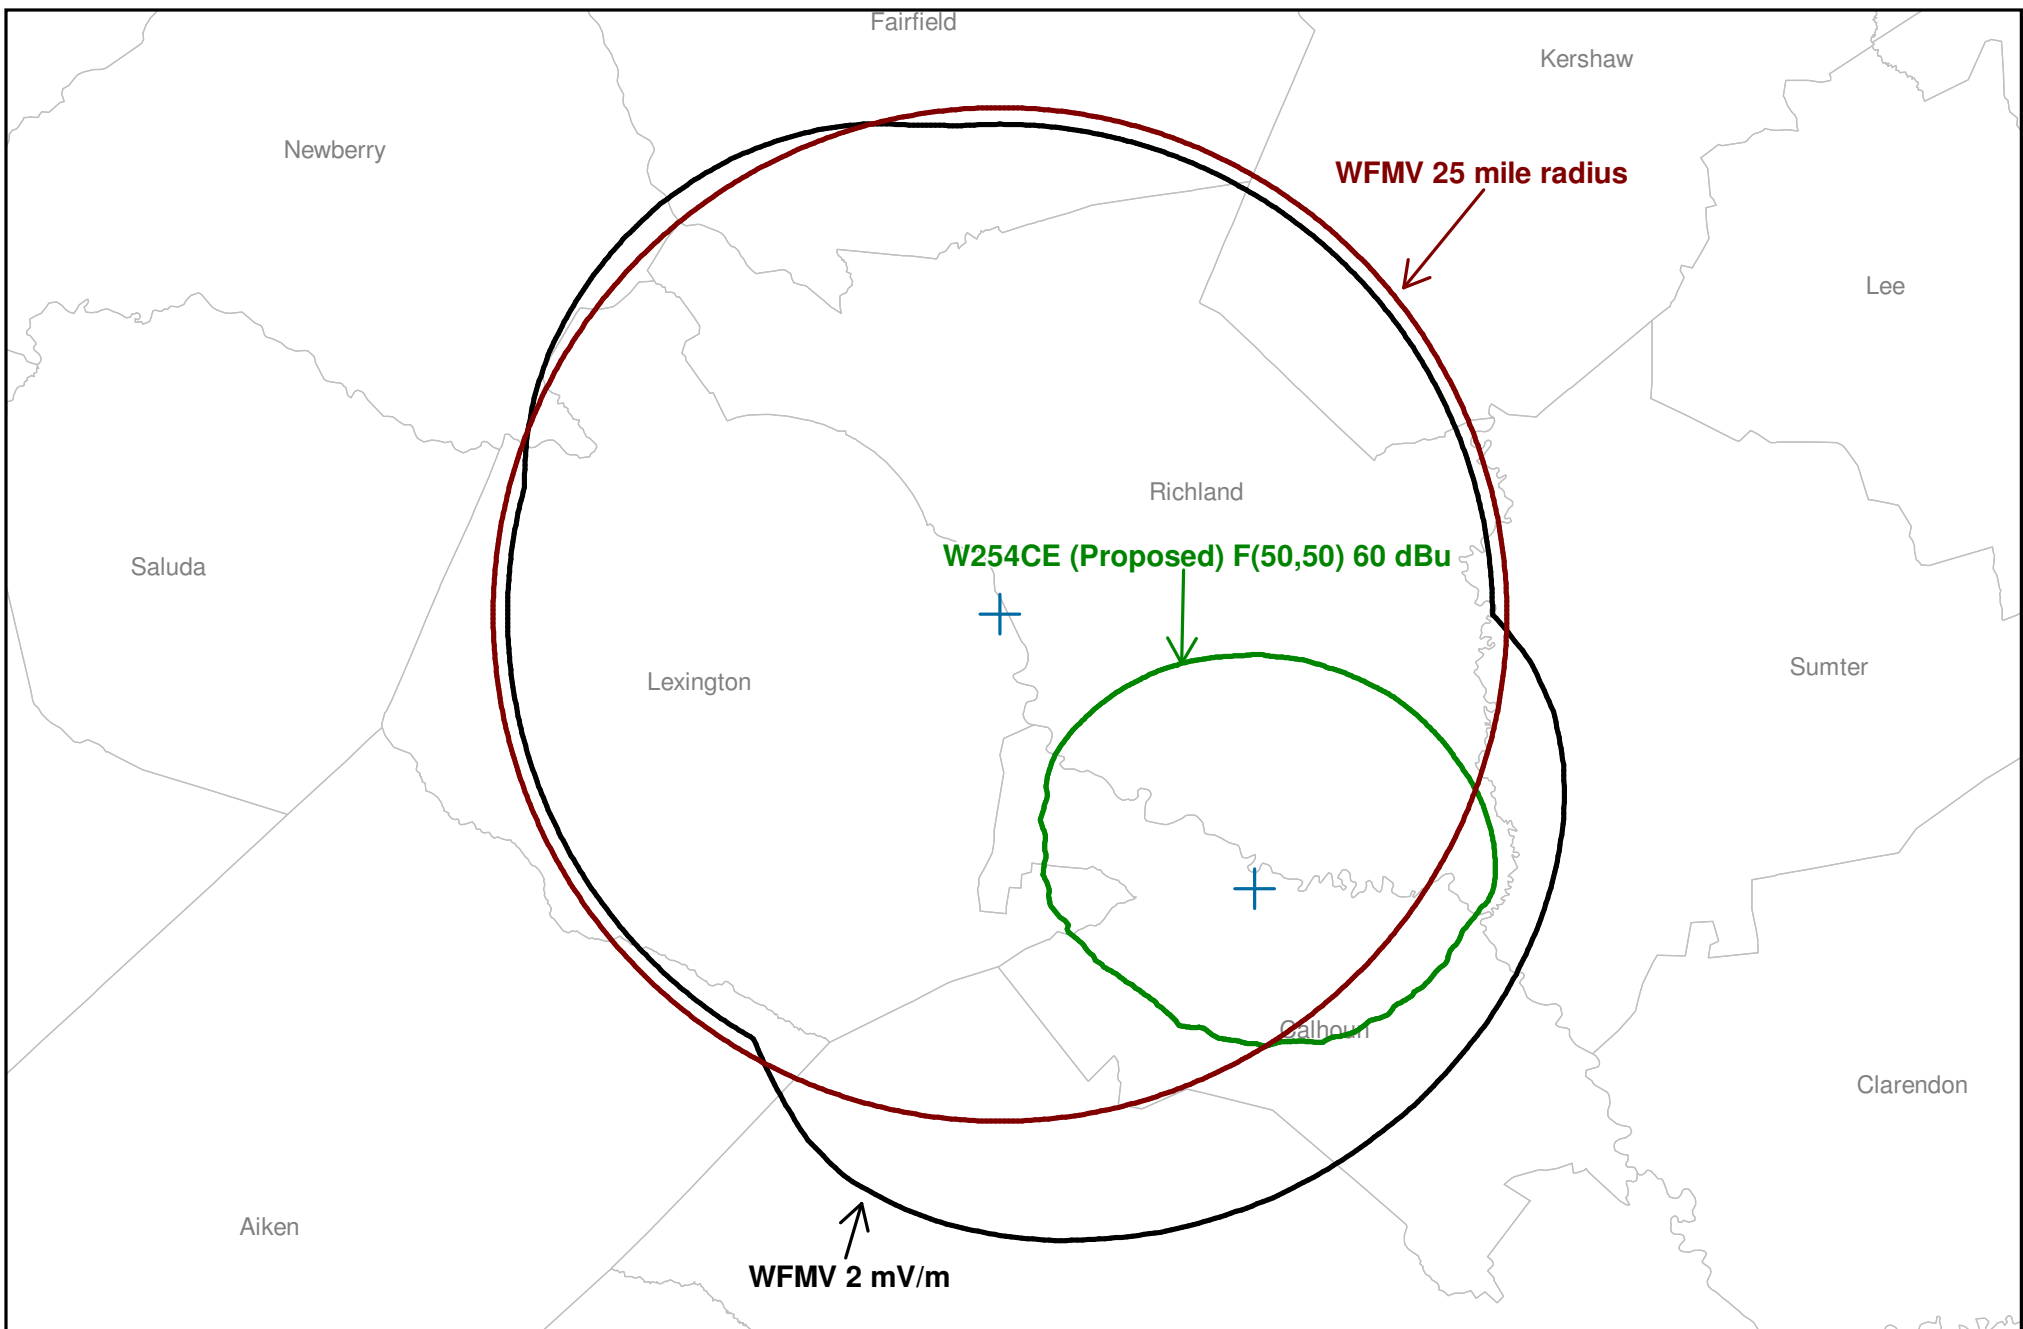 Fairfield
Kershaw
Newberry
WFMV 25 mile radius
Lee
Richland
W254CE (Proposed) F(50,50) 60 dBu
Saluda
Lexington
Sumter
Calhoun
Clarendon
Aiken
WFMV 2 mV/m